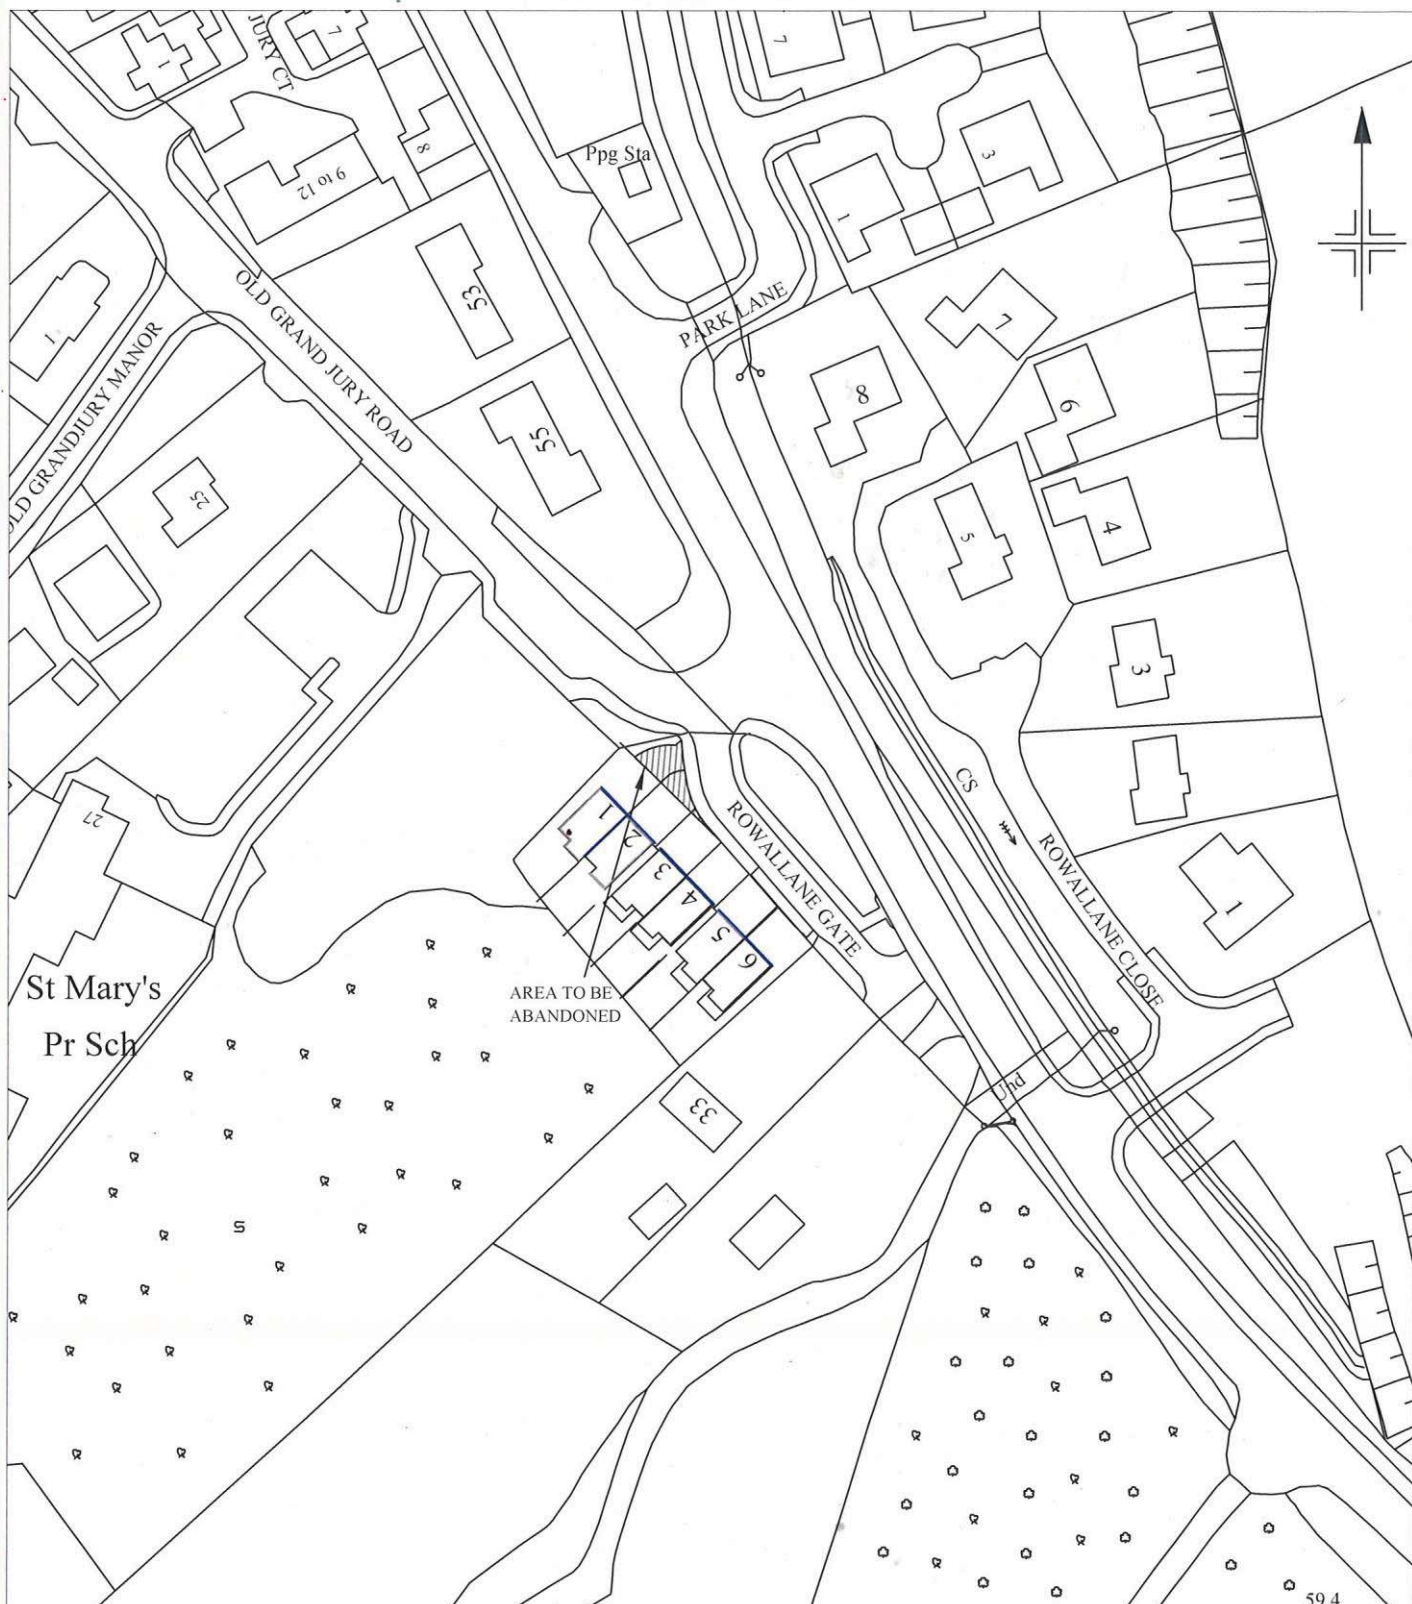 JURY CT
7
1
8
9 to 12
Ppg Sta
7
3
1
53
OLD GRAND JURY ROAD
PARK LANE
7
1
OLD GRANDJURY MANOR
8
6
55
25
4
5
3
CS
27
1
2
3
4
5
6
ROWALLANE GATE
ROWALLANE CLOSE
1
St Mary's
Pr Sch
AREA TO BE
ABANDONED
Und
33
S
59.4